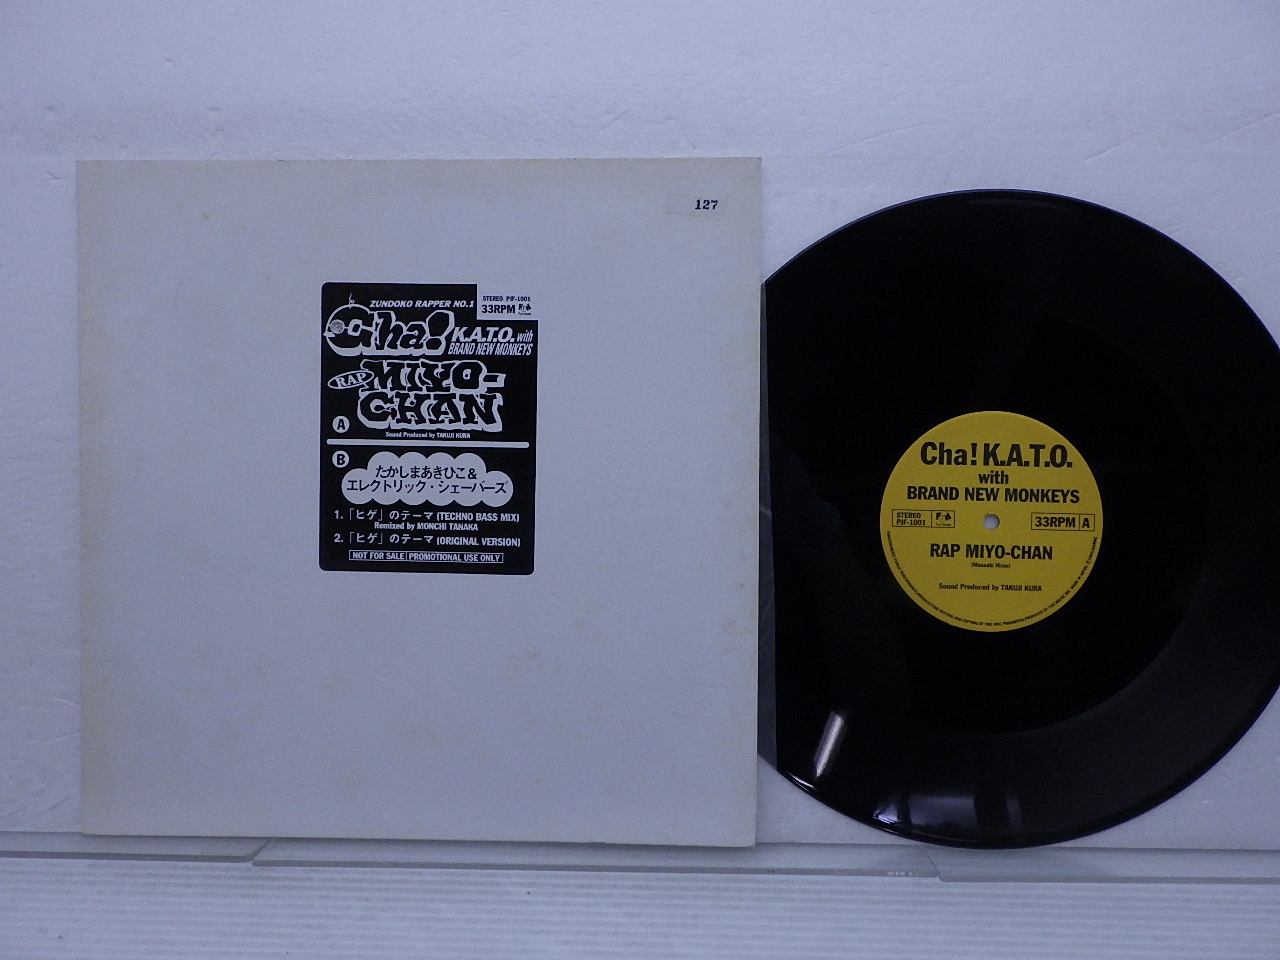 127
ZUNDOKO RAPPER NO.1
STEREO PJF-1001
33RPM
Cha! K.A.T.O. with
BRAND NEW MONKEYS
RAP MIYO-
CHAN
A
Sound Produced by TAKUJI KURA
B
たかしまあきひこ&
エレクトリック・シェーバーズ
1.「ヒゲ」のテーマ (TECHNO BASS MIX)
Remixed by MONCHI TANAKA
2.「ヒゲ」のテーマ (ORIGINAL VERSION)
NOT FOR SALE PROMOTIONAL USE ONLY
Cha! K.A.T.O.
with
BRAND NEW MONKEYS
STEREO
PJF-1001
33RPM A
RAP MIYO-CHAN
(Masaaki Hirao)
Sound Produced by TAKUJI KURA